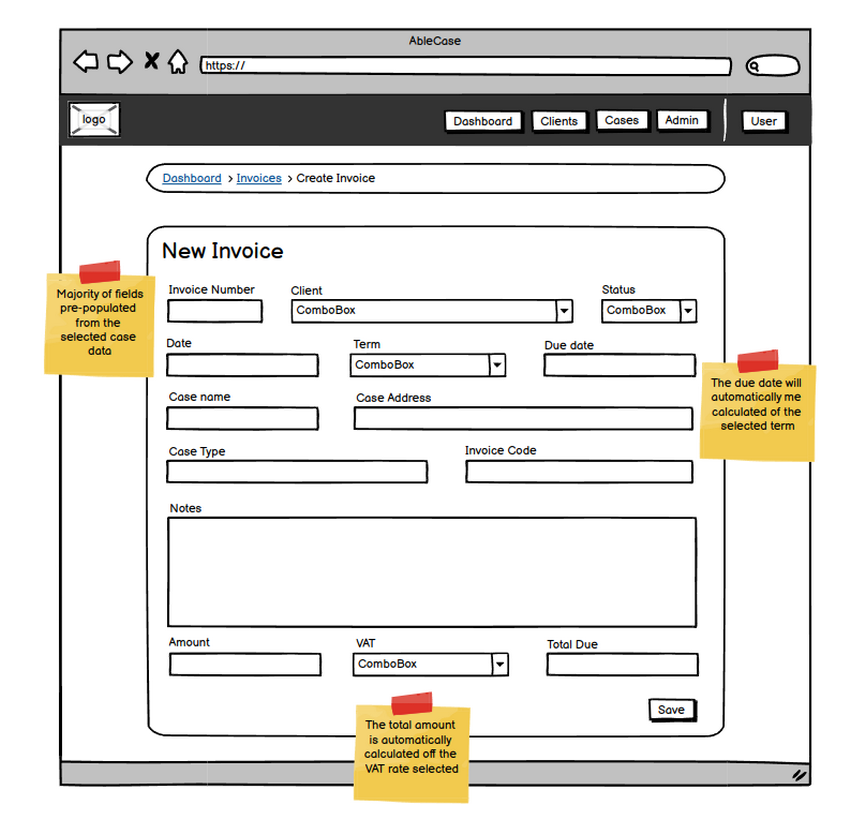 AbleCase
https://
logo
Dashboard
Clients
Cases
Admin
User
Dashboard > Invoices > Create Invoice
New Invoice
Majority of fields
pre-populated
from the
selected case
data
Invoice Number
Client
Status
ComboBox
ComboBox
Date
Term
Due date
ComboBox
The due date will
automatically me
calculated of the
selected term
Case name
Case Address
Case Type
Invoice Code
Notes
Amount
VAT
Total Due
ComboBox
Save
The total amount
is automatically
calculated off the
VAT rate selected